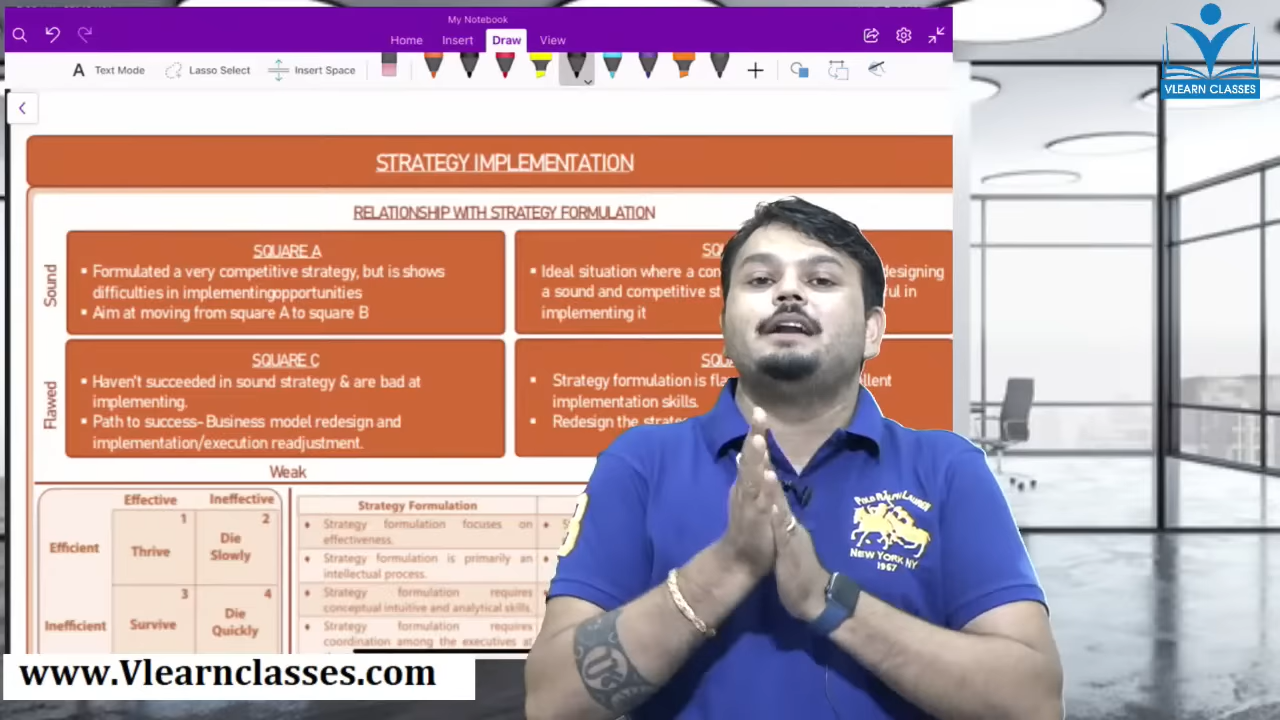 My Notebook
Home Insert Draw View
A Text Mode Lasso Select Insert Space
VLEARN CLASSES
STRATEGY IMPLEMENTATION
RELATIONSHIP WITH STRATEGY FORMULATION
Sound
SQUARE A
▪ Formulated a very competitive strategy, but is shows
difficulties in implementingopportunities
▪ Aim at moving from square A to square B
▪ Ideal situation where a designing
a sound and competitive in
implementing it
Flawed
SQUARE C
▪ Haven't succeeded in sound strategy & are bad at
implementing.
▪ Path to success- Business model redesign and
implementation/execution readjustment.
▪ Strategy formulation is
implementation skills.
▪ Redesign the
Weak
Effective Ineffective
Efficient
1
Thrive
2
Die
Slowly
Inefficient
3
Survive
4
Die
Quickly
Strategy Formulation
♦ Strategy formulation focuses on
effectiveness.
♦ Strategy formulation is primarily an
intellectual process.
♦ Strategy formulation requires
conceptual intuitive and analytical skills.
♦ Strategy formulation requires
coordination among the executives at
POLO RALPH LAUREN
NEW YORK NY
1967
3
www.Vlearnclasses.com